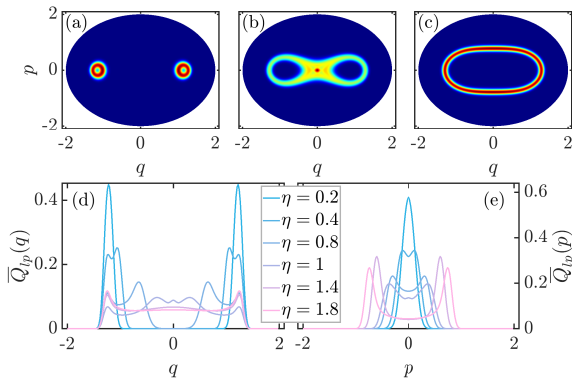 (a) (b) (c)
2
p
0
-2
-2 0 2 -2 0 2 -2 0 2
q q q
(d) (e)
η = 0.2
η = 0.4
η = 0.8
η = 1
η = 1.4
η = 1.8
0.4
0.2
0
Q̅_{lp}(q)
0.6
0.4
0.2
0
Q̅_{lp}(p)
-2 0 2 -2 0 2
q p